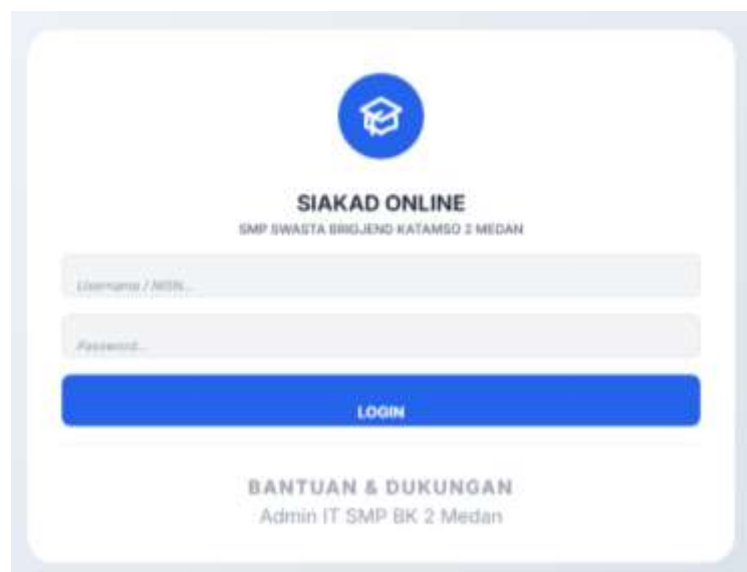 SIAKAD ONLINE
SMP SWASTA BRIGJEND KATAMSO 2 MEDAN
Username / NISN...
Password...
LOGIN
BANTUAN & DUKUNGAN
Admin IT SMP BK 2 Medan